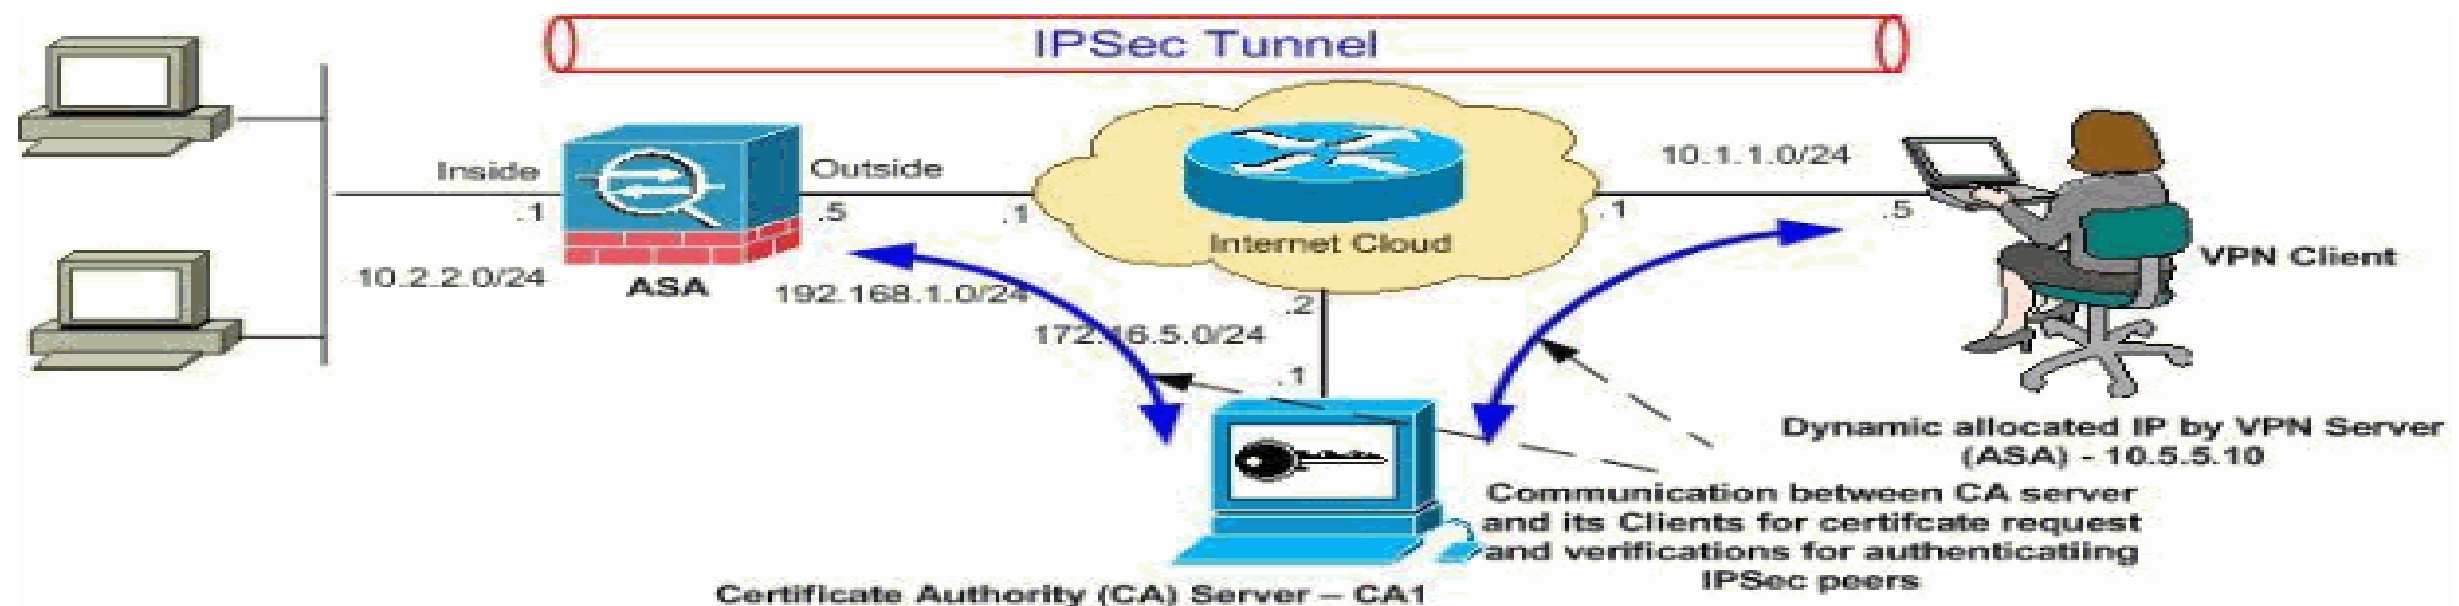 IPSec Tunnel
Inside
Outside
10.1.1.0/24
.1
.5
.1
.1
.5
Internet Cloud
VPN Client
10.2.2.0/24
ASA
192.168.1.0/24
.2
172.16.5.0/24
.1
Dynamic allocated IP by VPN Server
(ASA) - 10.5.5.10
Communication between CA server
and its Clients for certifcate request
and verifications for authenticatiing
IPSec peers
Certificate Authority (CA) Server – CA1